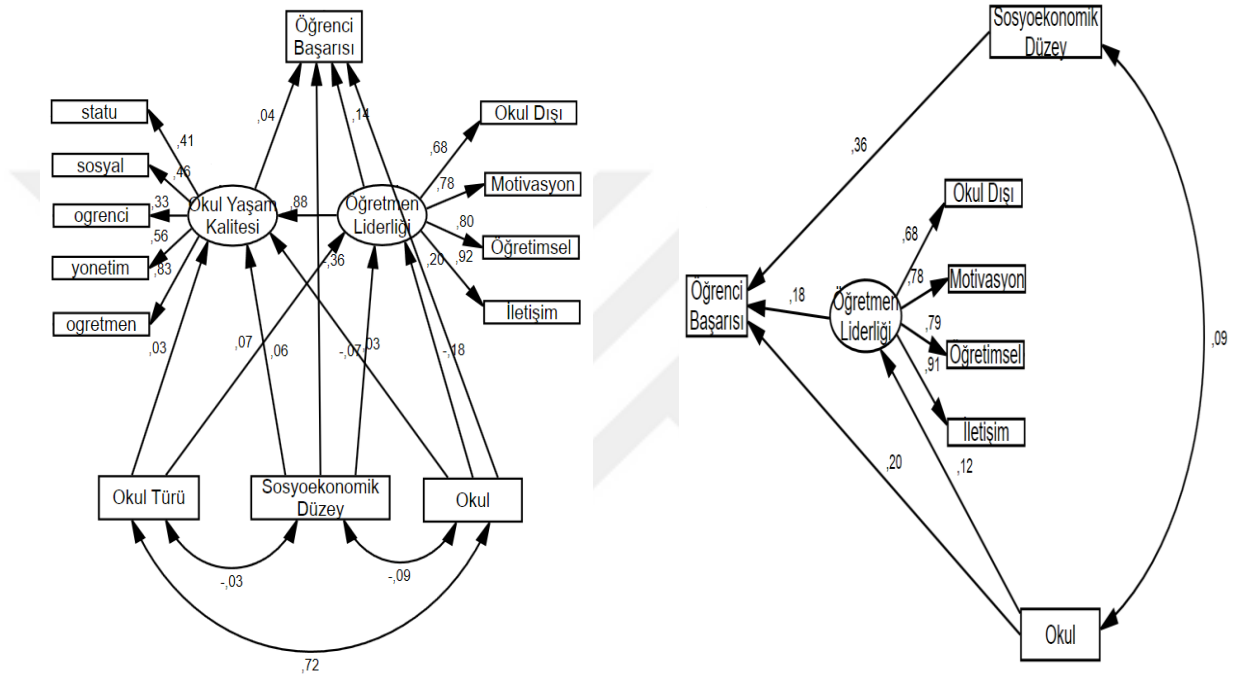 Öğrenci
Başarısı
statu
sosyal
ogrenci
yonetim
ogretmen
,41
,46
,33
,56
,83
Okul Yaşam
Kalitesi
,04
,14
,88
Öğretmen
Liderliği
,68
,78
,80
,92
Okul Dışı
Motivasyon
Öğretimsel
İletişim
-,36
,20
,03
,07
,06
-,07
,03
-,18
Okul Türü
Sosyoekonomik
Düzey
Okul
-,03
-,09
,72
Sosyoekonomik
Düzey
,36
,09
Okul Dışı
Motivasyon
Öğretimsel
İletişim
,68
,78
,79
,91
Öğrenci
Başarısı
,18
Öğretmen
Liderliği
,20
,12
Okul